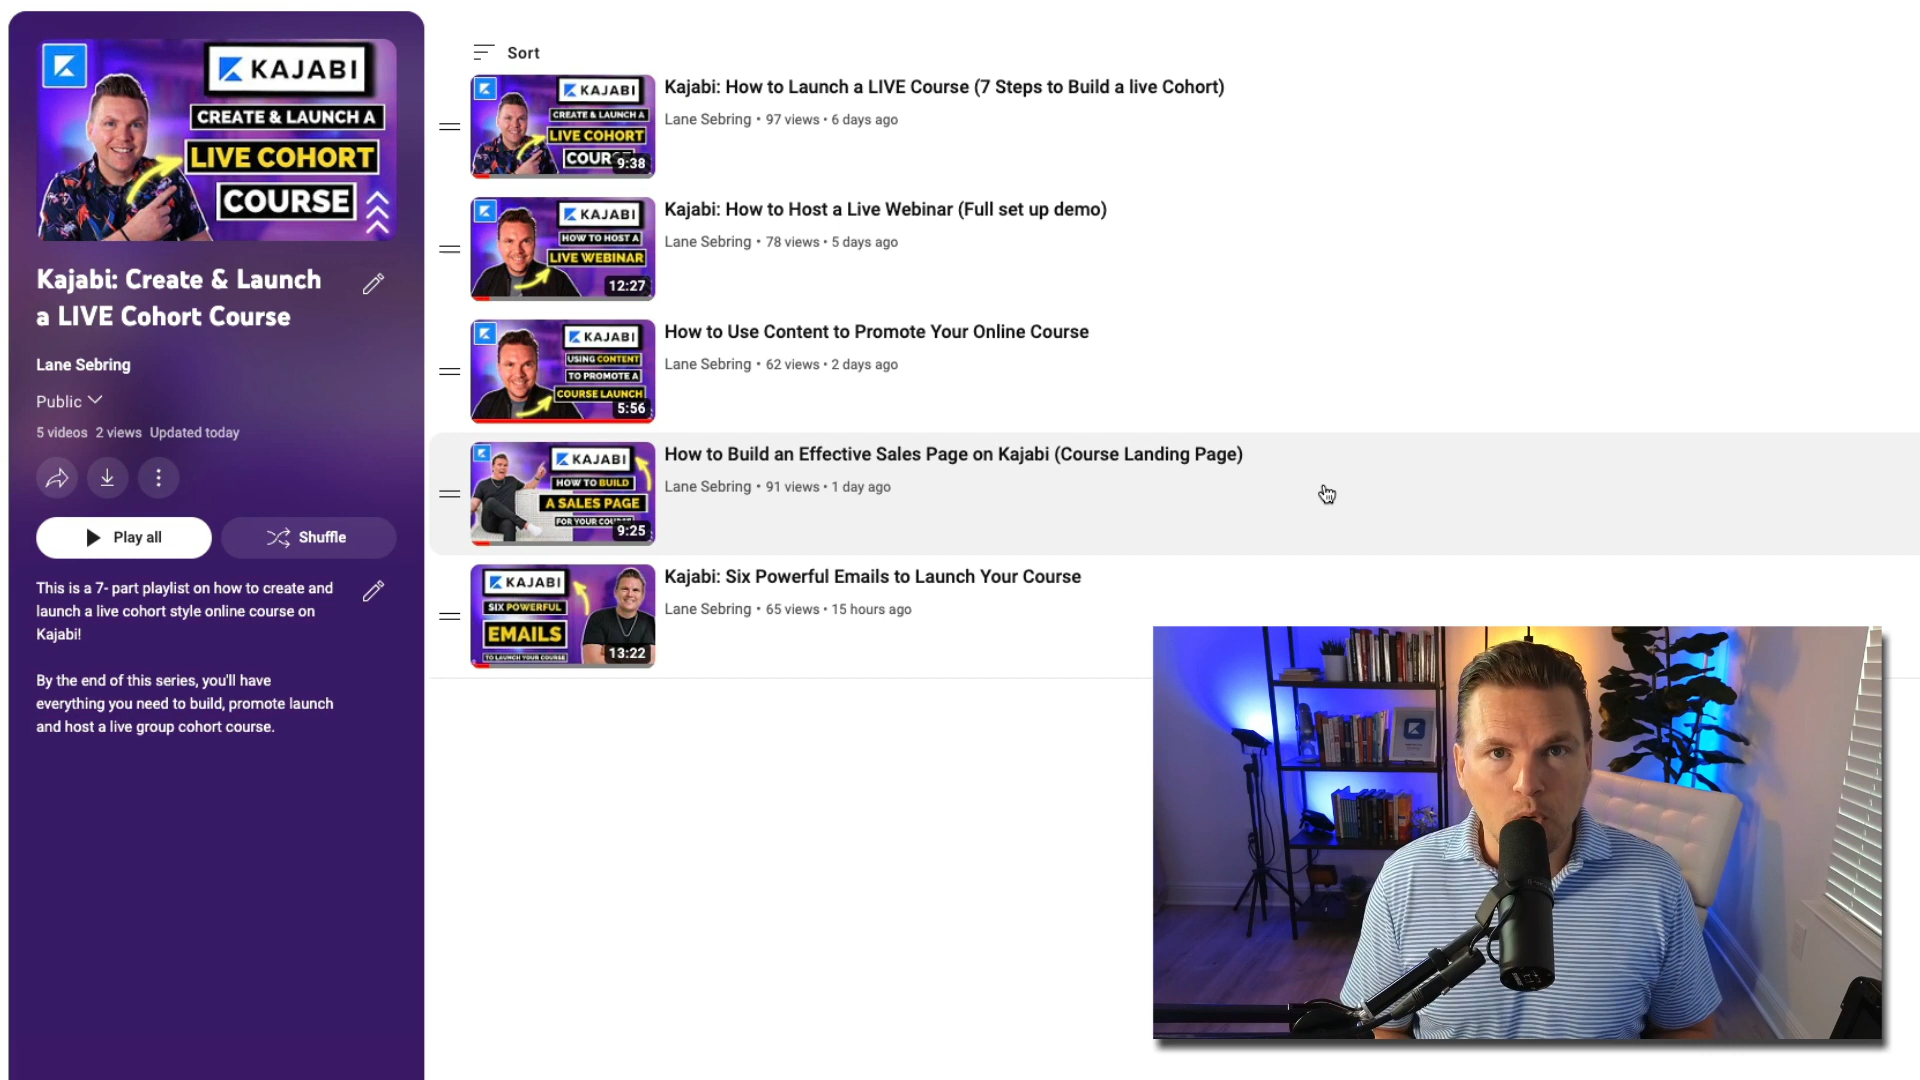 KAJABI
CREATE & LAUNCH A
LIVE COHORT
COURSE
Kajabi: Create & Launch
a LIVE Cohort Course
Lane Sebring
Public
5 videos 2 views Updated today
Play all
Shuffle
This is a 7- part playlist on how to create and
launch a live cohort style online course on
Kajabi!
By the end of this series, you'll have
everything you need to build, promote launch
and host a live group cohort course.
Sort
KAJABI
CREATE & LAUNCH A
LIVE COHORT
9:38
Kajabi: How to Launch a LIVE Course (7 Steps to Build a live Cohort)
Lane Sebring • 97 views • 6 days ago
KAJABI
HOW TO HOST A
LIVE WEBINAR
12:27
Kajabi: How to Host a Live Webinar (Full set up demo)
Lane Sebring • 78 views • 5 days ago
KAJABI
USING CONTENT
TO PROMOTE A
COURSE LAUNCH
5:56
How to Use Content to Promote Your Online Course
Lane Sebring • 62 views • 2 days ago
KAJABI
HOW TO BUILD
A SALES PAGE
FOR YOUR
9:25
How to Build an Effective Sales Page on Kajabi (Course Landing Page)
Lane Sebring • 91 views • 1 day ago
KAJABI
SIX POWERFUL
EMAILS
TO LAUNCH YOUR COURSE
13:22
Kajabi: Six Powerful Emails to Launch Your Course
Lane Sebring • 65 views • 15 hours ago